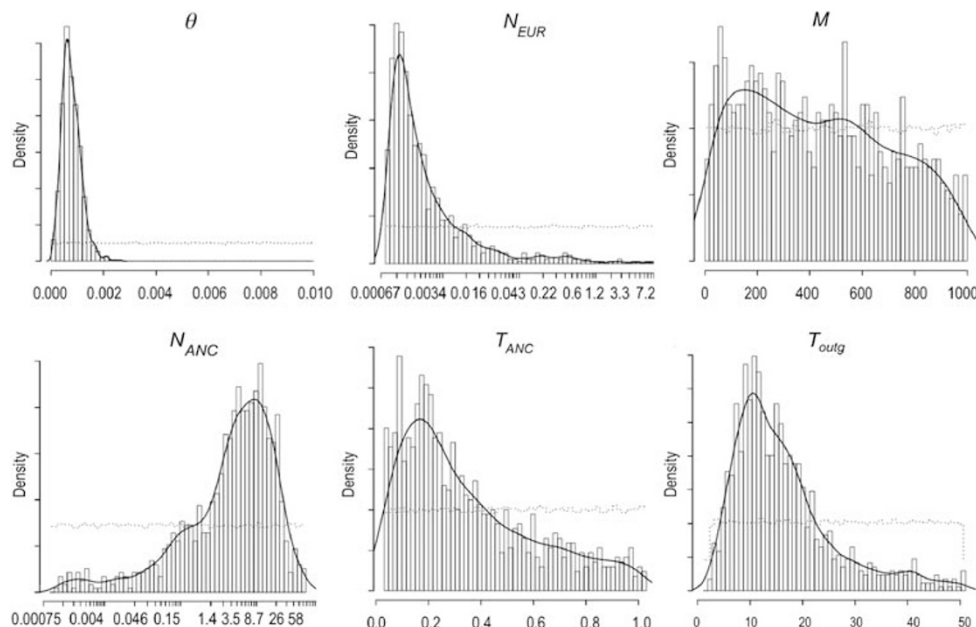 θ
N_EUR
M
Density
Density
Density
0.000 0.002 0.004 0.006 0.008 0.010
0.00067 0.0034 0.016 0.043 0.22 0.6 1.2 3.3 7.2
0 200 400 600 800 1000
N_ANC
T_ANC
T_outg
Density
Density
Density
0.00075 0.004 0.046 0.15 1.4 3.5 8.7 26 58
0.0 0.2 0.4 0.6 0.8 1.0
0 10 20 30 40 50